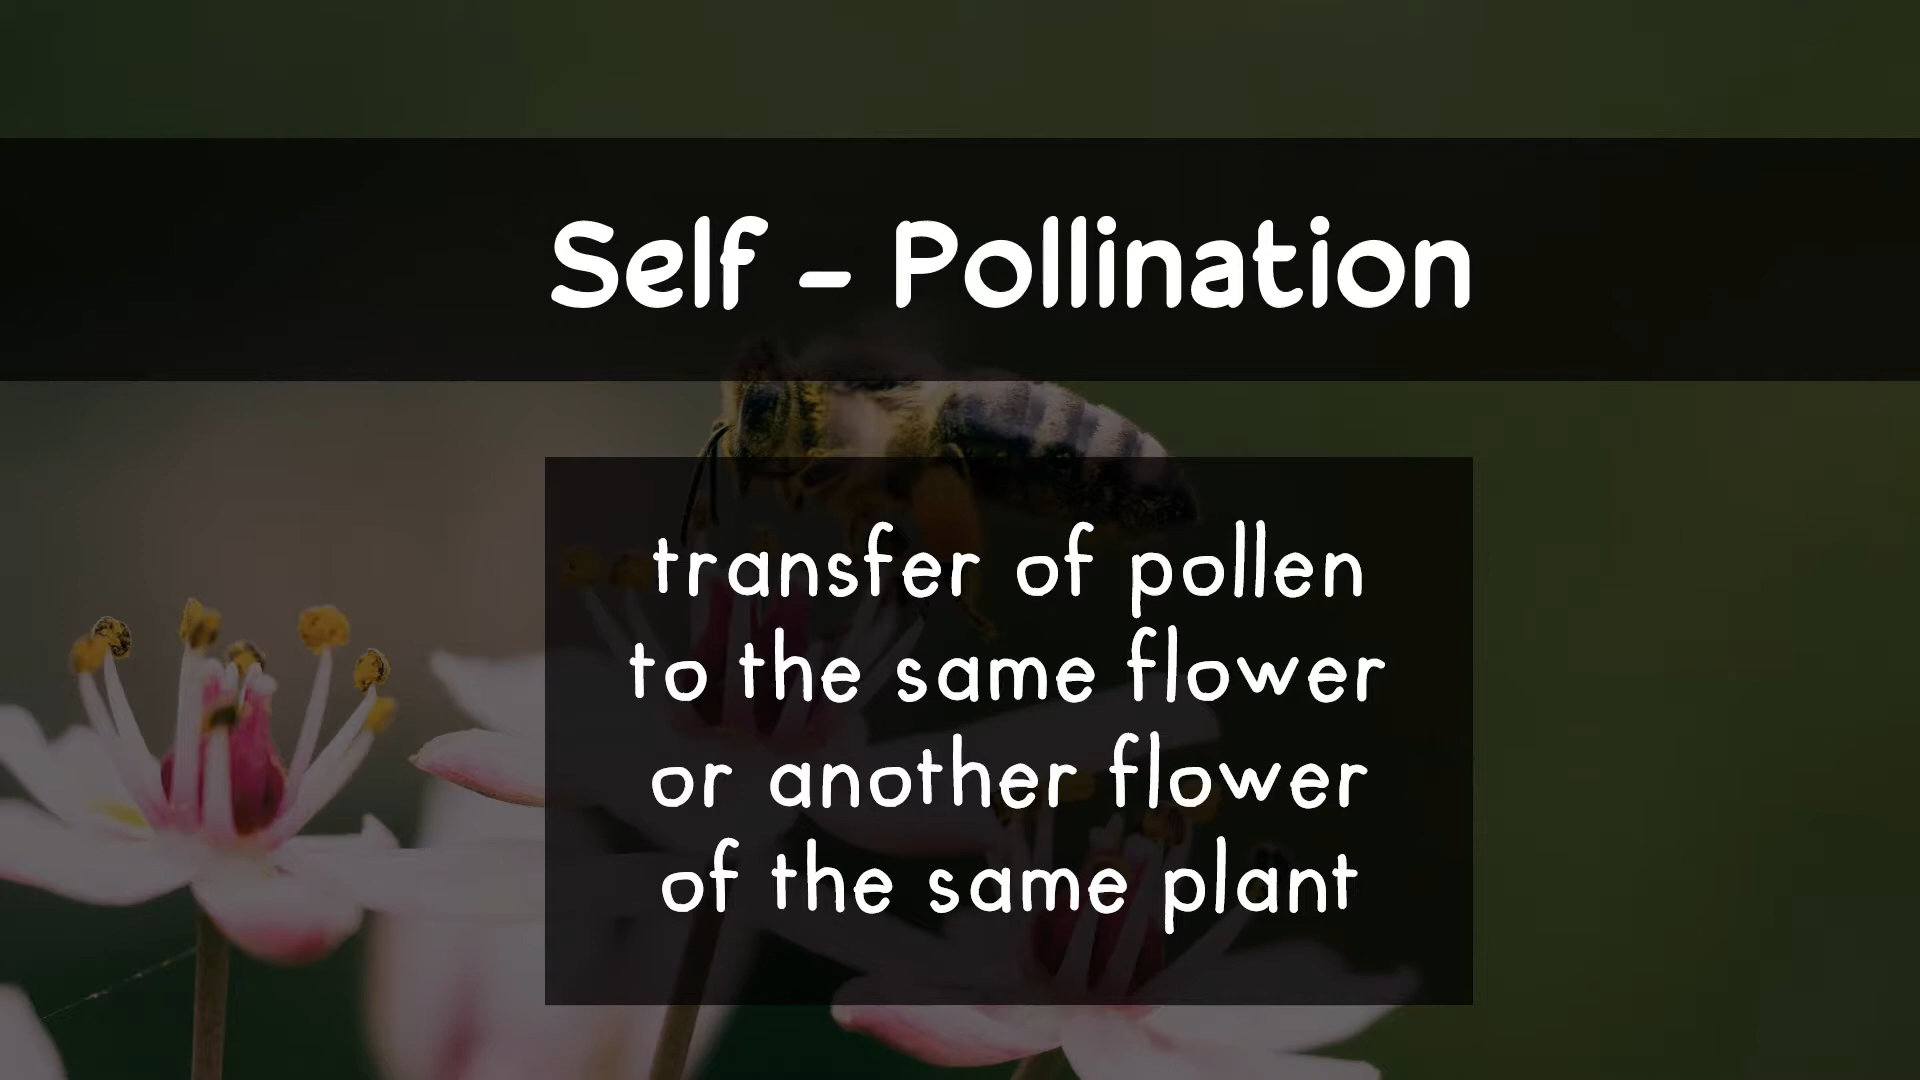 Self - Pollination
transfer of pollen
to the same flower
or another flower
of the same plant